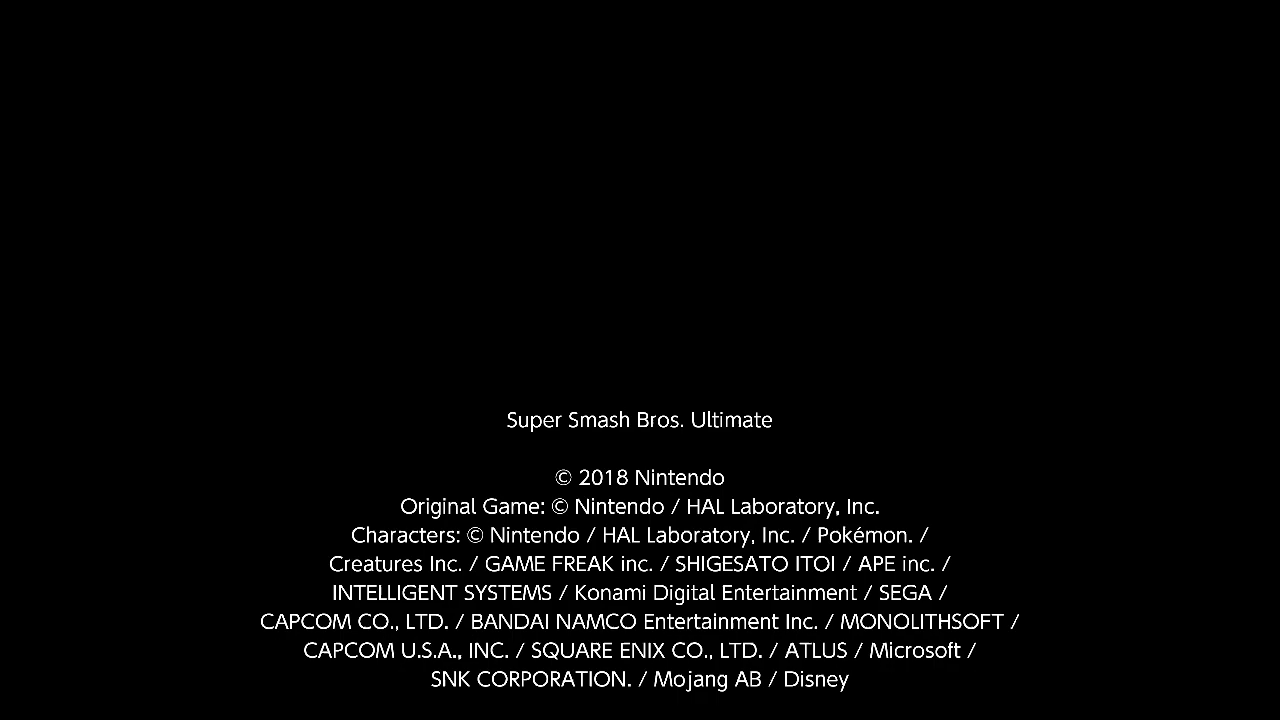 Super Smash Bros. Ultimate
© 2018 Nintendo
Original Game: © Nintendo / HAL Laboratory, Inc.
Characters: © Nintendo / HAL Laboratory, Inc. / Pokémon. /
Creatures Inc. / GAME FREAK inc. / SHIGESATO ITOI / APE inc. /
INTELLIGENT SYSTEMS / Konami Digital Entertainment / SEGA /
CAPCOM CO., LTD. / BANDAI NAMCO Entertainment Inc. / MONOLITHSOFT /
CAPCOM U.S.A., INC. / SQUARE ENIX CO., LTD. / ATLUS / Microsoft /
SNK CORPORATION. / Mojang AB / Disney